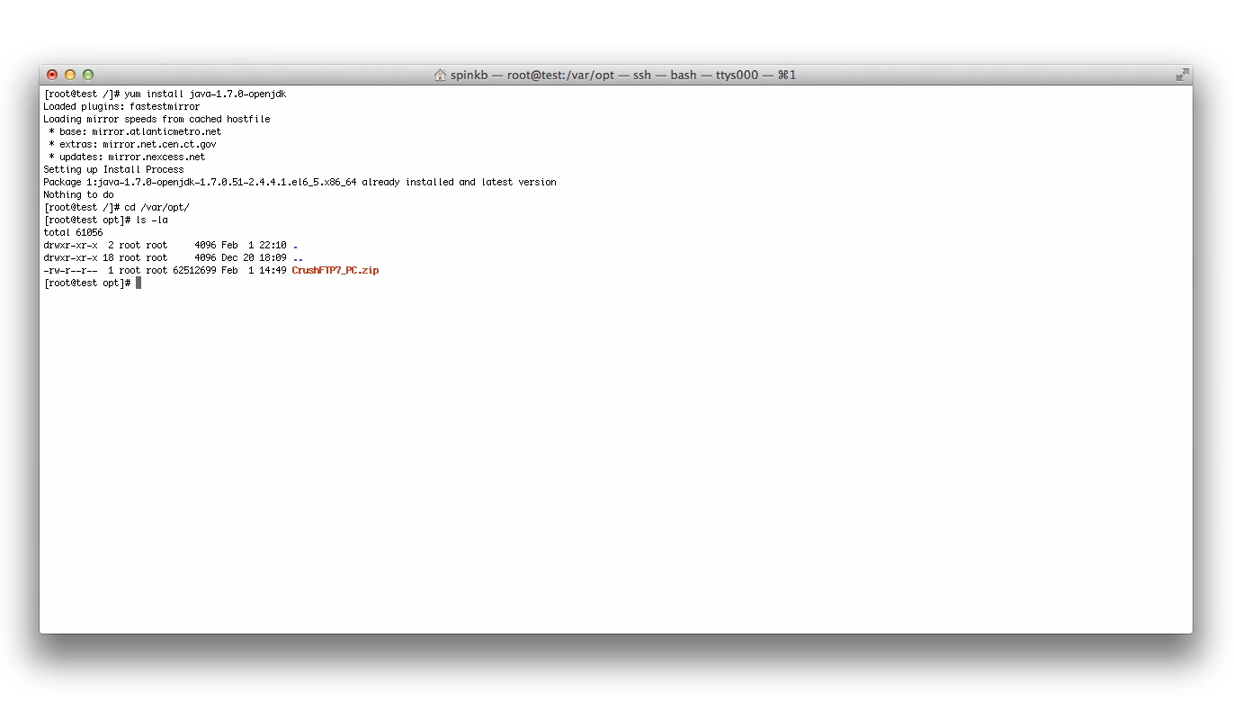 spinkb — root@test:/var/opt — ssh — bash — ttys000 — ⌘1
[root@test /]# yum install java-1.7.0-openjdk
Loaded plugins: fastestmirror
Loading mirror speeds from cached hostfile
 * base: mirror.atlanticmetro.net
 * extras: mirror.net.cen.ct.gov
 * updates: mirror.nexcess.net
Setting up Install Process
Package 1:java-1.7.0-openjdk-1.7.0.51-2.4.4.1.el6_5.x86_64 already installed and latest version
Nothing to do
[root@test /]# cd /var/opt/
[root@test opt]# ls -la
total 61056
drwxr-xr-x  2 root root     4096 Feb  1 22:10 .
drwxr-xr-x 18 root root     4096 Dec 20 18:09 ..
-rw-r--r--  1 root root 62512699 Feb  1 14:49 CrushFTP7_PC.zip
[root@test opt]#